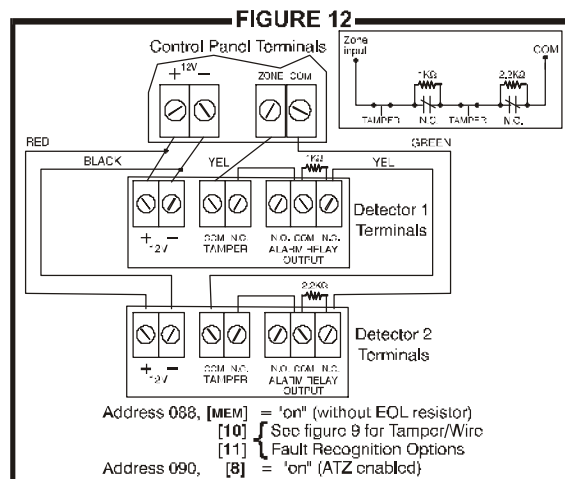 FIGURE 12
Control Panel Terminals
+ 12V −
ZONE COM
Zone input
COM
1KΩ
2.2KΩ
TAMPER N.C. TAMPER N.C.
RED
GREEN
BLACK
YEL
1KΩ
YEL
Detector 1 Terminals
+ −
12V
COM N.C.
TAMPER
N.O. COM N.C.
ALARM RELAY
OUTPUT
2.2KΩ
Detector 2 Terminals
+ −
12V
COM N.C.
TAMPER
N.O. COM N.C.
ALARM RELAY
OUTPUT
Address 088, [MEM] = "on" (without EOL resistor)
[10] { See figure 9 for Tamper/Wire
[11] Fault Recognition Options
Address 090, [8] = "on" (ATZ enabled)